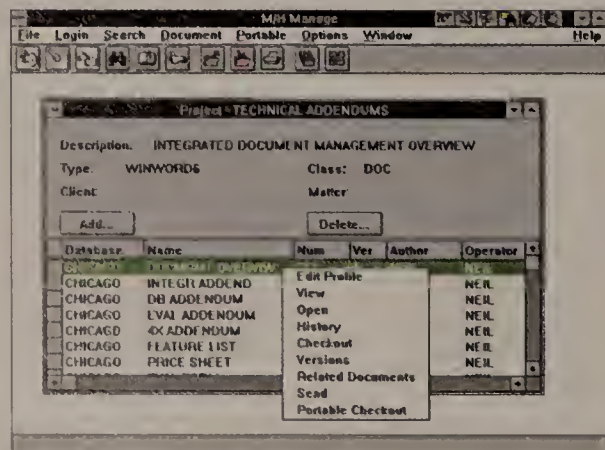 M/H Manage
File Login Search Document Portable Options Window Help
Project - TECHNICAL ADDENDUMS
Description: INTEGRATED DOCUMENT MANAGEMENT OVERVIEW
Type: WINWORD6 Class: DOC
Client: Matter:
Add... Delete...
Database Name Num Ver Author Operator
OVERVIEW NEIL
CHICAGO INTEGR ADDEND NEIL
CHICAGO DB ADDENDUM NEIL
CHICAGO EVAL ADDENDUM NEIL
CHICAGO 4X ADDENDUM NEIL
CHICAGO FEATURE LIST NEIL
CHICAGO PRICE SHEET NEIL
Edit Profile
View
Open
History
Checkout
Versions
Related Documents
Send
Portable Checkout